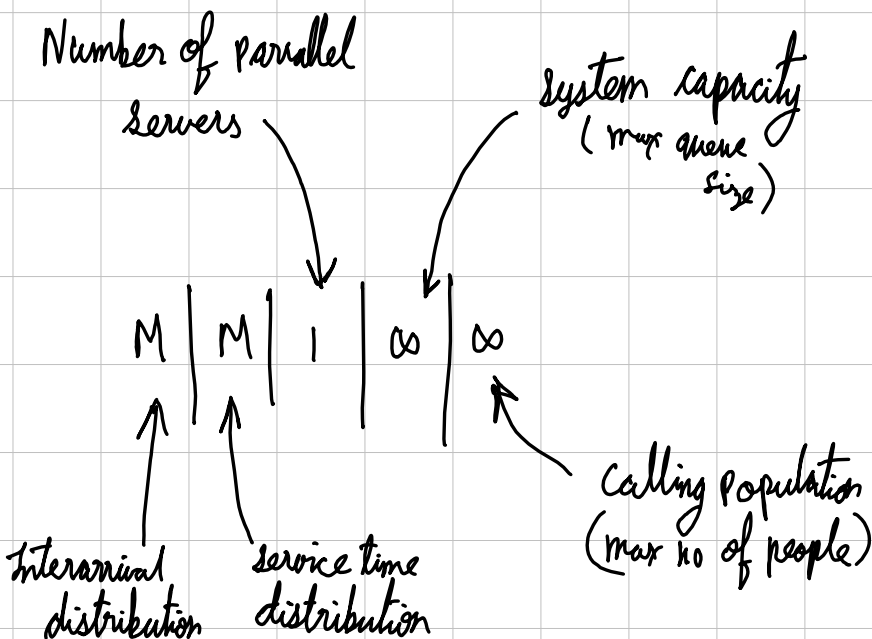 Number of parallel
servers
System capacity
(max queue
size)
M | M | 1 | ∞ | ∞
Calling population
(max no of people)
Interarrival
distribution
service time
distribution